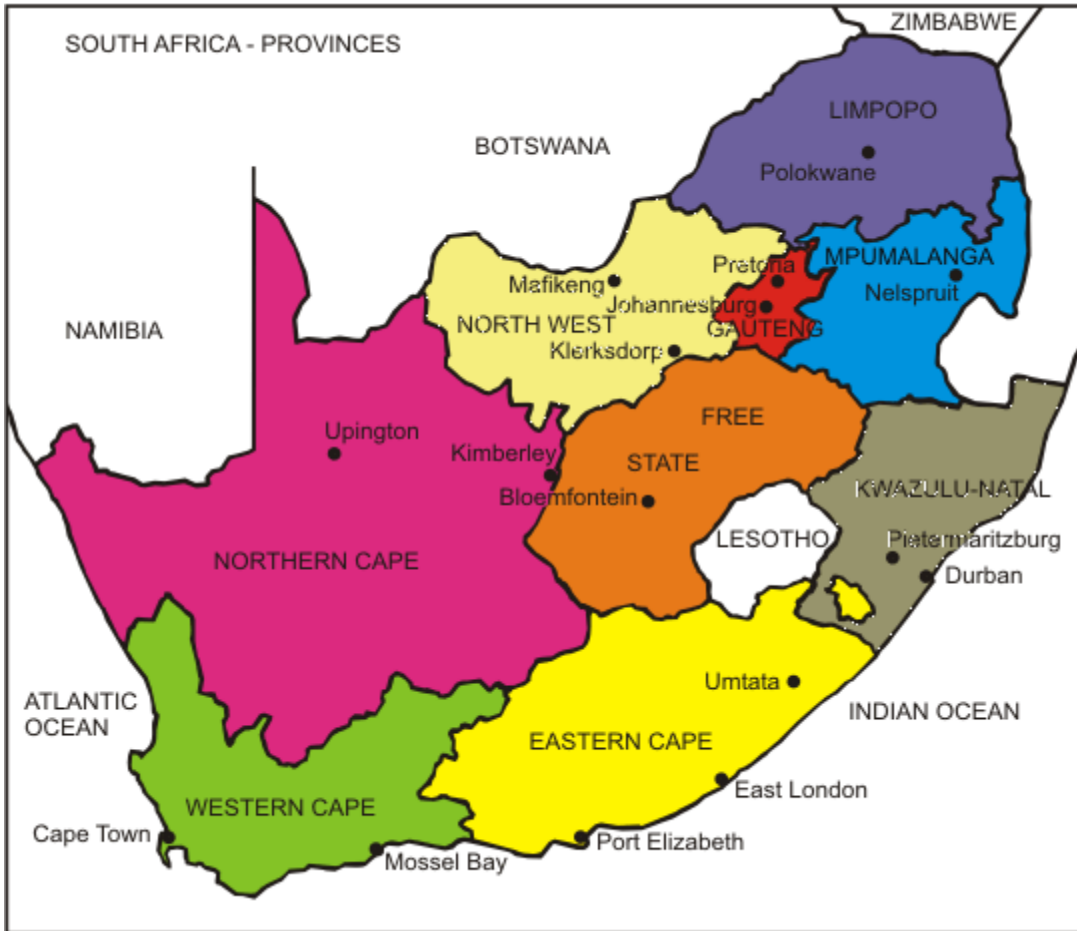 ZIMBABWE
SOUTH AFRICA - PROVINCES
LIMPOPO
BOTSWANA
Polokwane
MPUMALANGA
Pretoria
Mafikeng
Nelspruit
Johannesburg
NAMIBIA
NORTH WEST
GAUTENG
Klerksdorp
FREE
Upington
Kimberley
STATE
KWAZULU-NATAL
Bloemfontein
LESOTHO
Pietermaritzburg
NORTHERN CAPE
Durban
Umtata
ATLANTIC
OCEAN
INDIAN OCEAN
EASTERN CAPE
East London
WESTERN CAPE
Cape Town
Port Elizabeth
Mossel Bay